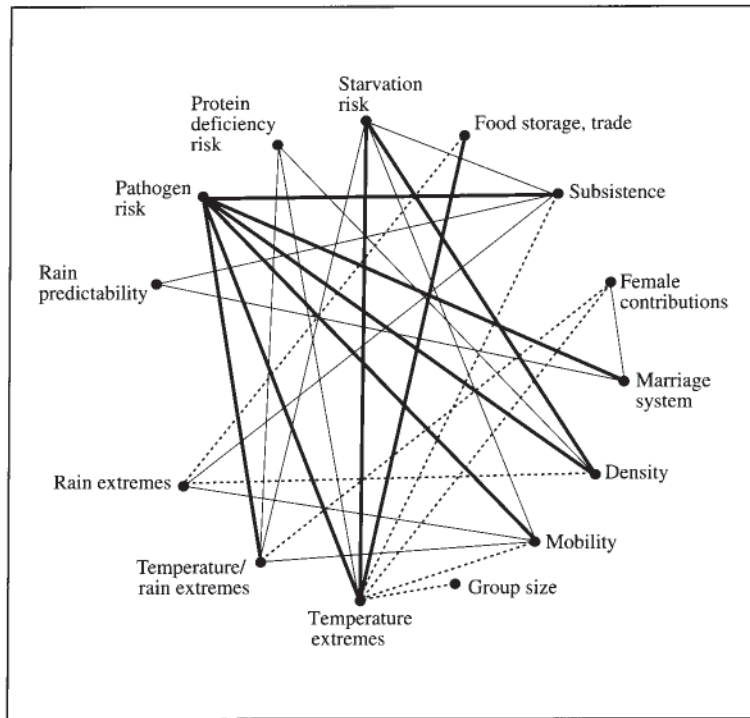 Starvation
risk
Food storage, trade
Protein
deficiency
risk
Subsistence
Pathogen
risk
Rain
predictability
Female
contributions
Marriage
system
Rain extremes
Density
Mobility
Temperature/
rain extremes
Group size
Temperature
extremes